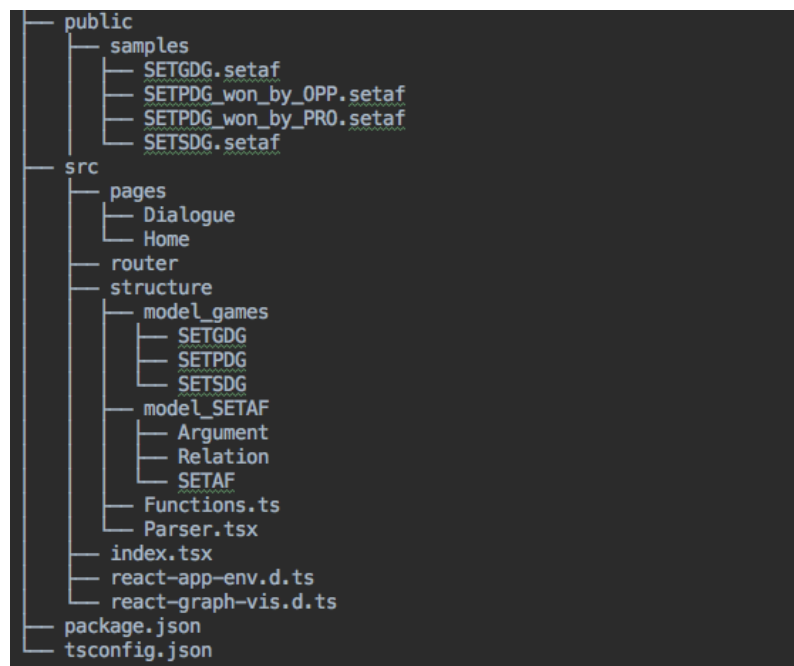 ├── public
│   ├── samples
│   │   ├── SETGDG.setaf
│   │   ├── SETPDG_won_by_OPP.setaf
│   │   ├── SETPDG_won_by_PRO.setaf
│   │   └── SETSDG.setaf
├── src
│   ├── pages
│   │   ├── Dialogue
│   │   └── Home
│   ├── router
│   ├── structure
│   │   ├── model_games
│   │   │   ├── SETGDG
│   │   │   ├── SETPDG
│   │   │   └── SETSDG
│   │   ├── model_SETAF
│   │   │   ├── Argument
│   │   │   ├── Relation
│   │   │   └── SETAF
│   │   ├── Functions.ts
│   │   └── Parser.tsx
│   ├── index.tsx
│   ├── react-app-env.d.ts
│   └── react-graph-vis.d.ts
├── package.json
└── tsconfig.json